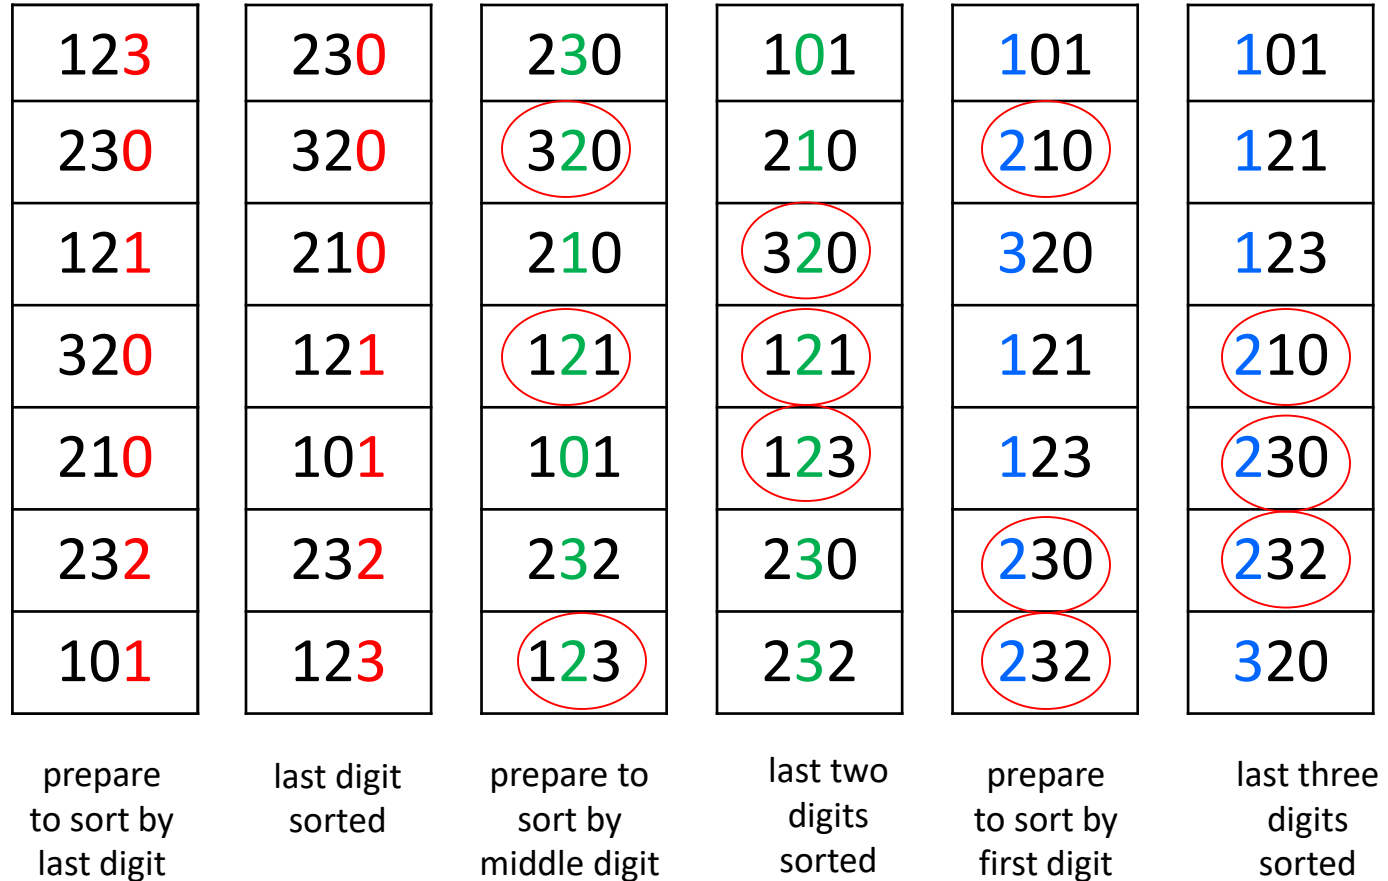 123 230 230 101 101 101
230 320 320 210 210 121
121 210 210 320 320 123
320 121 121 121 121 210
210 101 101 123 123 230
232 232 232 230 230 232
101 123 123 232 232 320
prepare
to sort by
last digit
last digit
sorted
prepare to
sort by
middle digit
last two
digits
sorted
prepare
to sort by
first digit
last three
digits
sorted